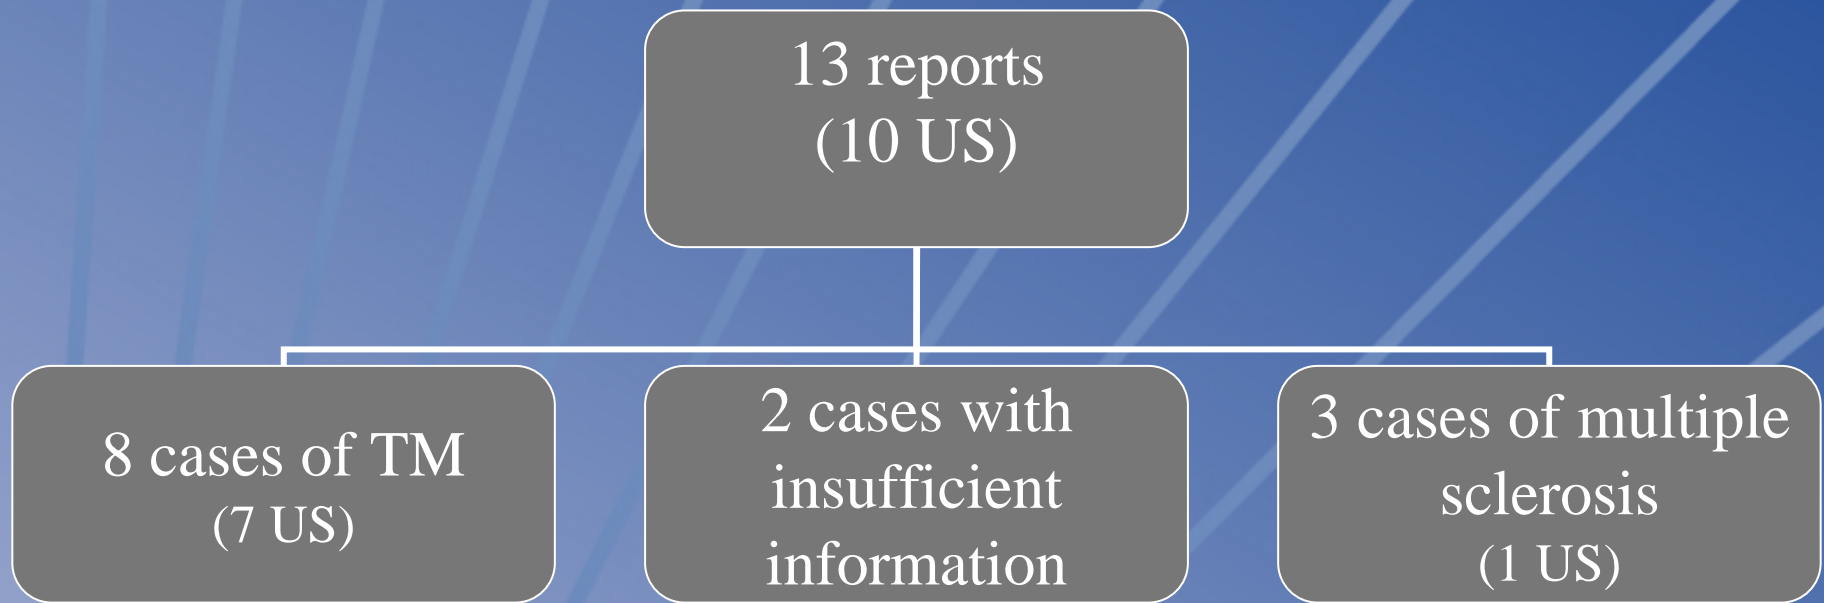 13 reports
(10 US)
8 cases of TM
(7 US)
2 cases with
insufficient
information
3 cases of multiple
sclerosis
(1 US)